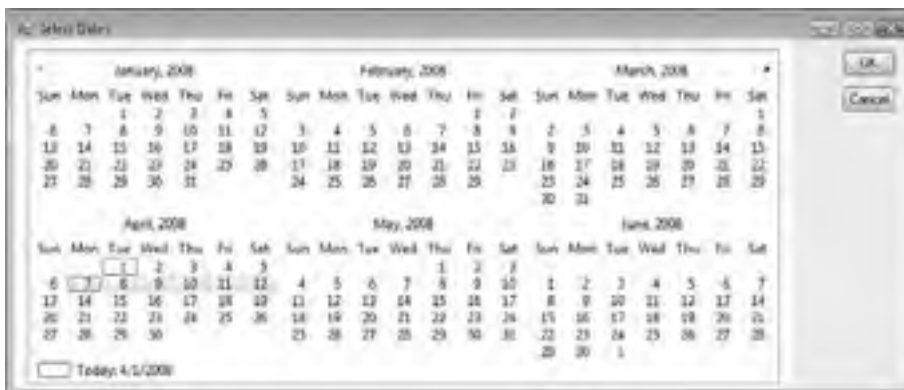 Select Dates
OK
Cancel
January, 2008
Sun Mon Tue Wed Thu Fri Sat
1 2 3 4 5
6 7 8 9 10 11 12
13 14 15 16 17 18 19
20 21 22 23 24 25 26
27 28 29 30 31
February, 2008
Sun Mon Tue Wed Thu Fri Sat
1 2
3 4 5 6 7 8 9
10 11 12 13 14 15 16
17 18 19 20 21 22 23
24 25 26 27 28 29
March, 2008
Sun Mon Tue Wed Thu Fri Sat
1
2 3 4 5 6 7 8
9 10 11 12 13 14 15
16 17 18 19 20 21 22
23 24 25 26 27 28 29
30 31
April, 2008
Sun Mon Tue Wed Thu Fri Sat
1 2 3 4 5
6 7 8 9 10 11 12
13 14 15 16 17 18 19
20 21 22 23 24 25 26
27 28 29 30
May, 2008
Sun Mon Tue Wed Thu Fri Sat
1 2 3
4 5 6 7 8 9 10
11 12 13 14 15 16 17
18 19 20 21 22 23 24
25 26 27 28 29 30 31
June, 2008
Sun Mon Tue Wed Thu Fri Sat
1 2 3 4 5 6 7
8 9 10 11 12 13 14
15 16 17 18 19 20 21
22 23 24 25 26 27 28
29 30 1
Today: 4/1/2008